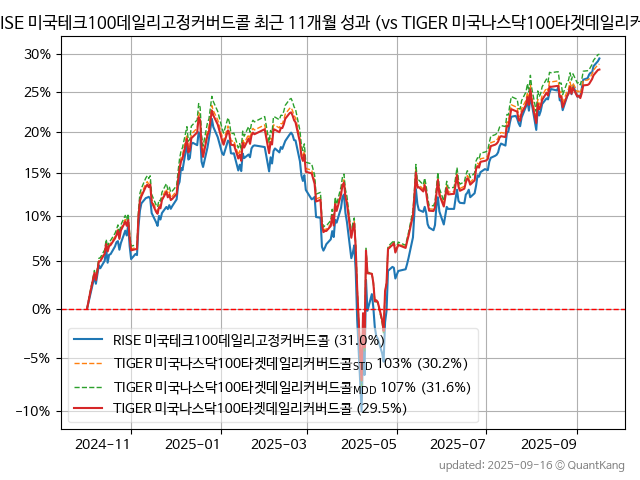 RISE 미국테크100데일리고정커버드콜 최근 11개월 성과 (vs TIGER 미국나스닥100타겟데일리커
30%
25%
20%
15%
10%
5%
0%
−5%
−10%
RISE 미국테크100데일리고정커버드콜 (31.0%)
TIGER 미국나스닥100타겟데일리커버드콜STD 103% (30.2%)
TIGER 미국나스닥100타겟데일리커버드콜MDD 107% (31.6%)
TIGER 미국나스닥100타겟데일리커버드콜 (29.5%)
2024-11 2025-01 2025-03 2025-05 2025-07 2025-09
updated: 2025-09-16 © QuantKang